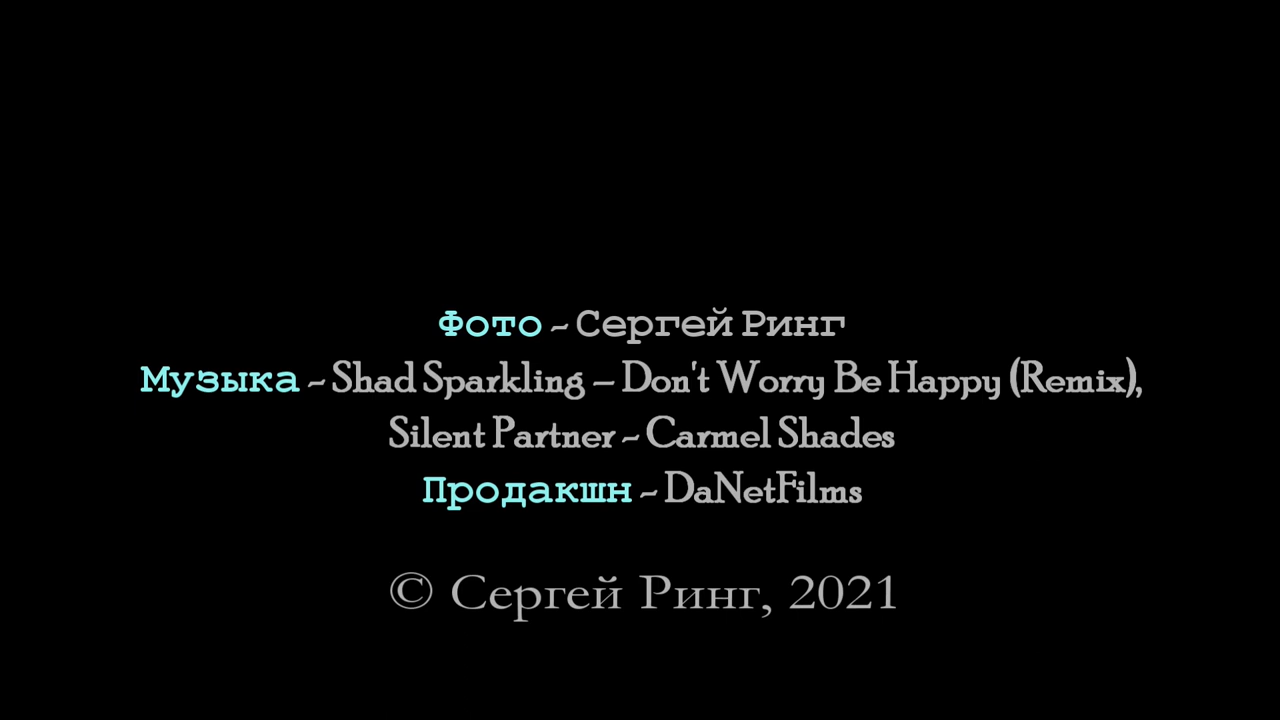 Фото - Сергей Ринг
Музыка - Shad Sparkling – Don't Worry Be Happy (Remix),
Silent Partner - Carmel Shades
Продакшн - DaNetFilms
© Сергей Ринг, 2021